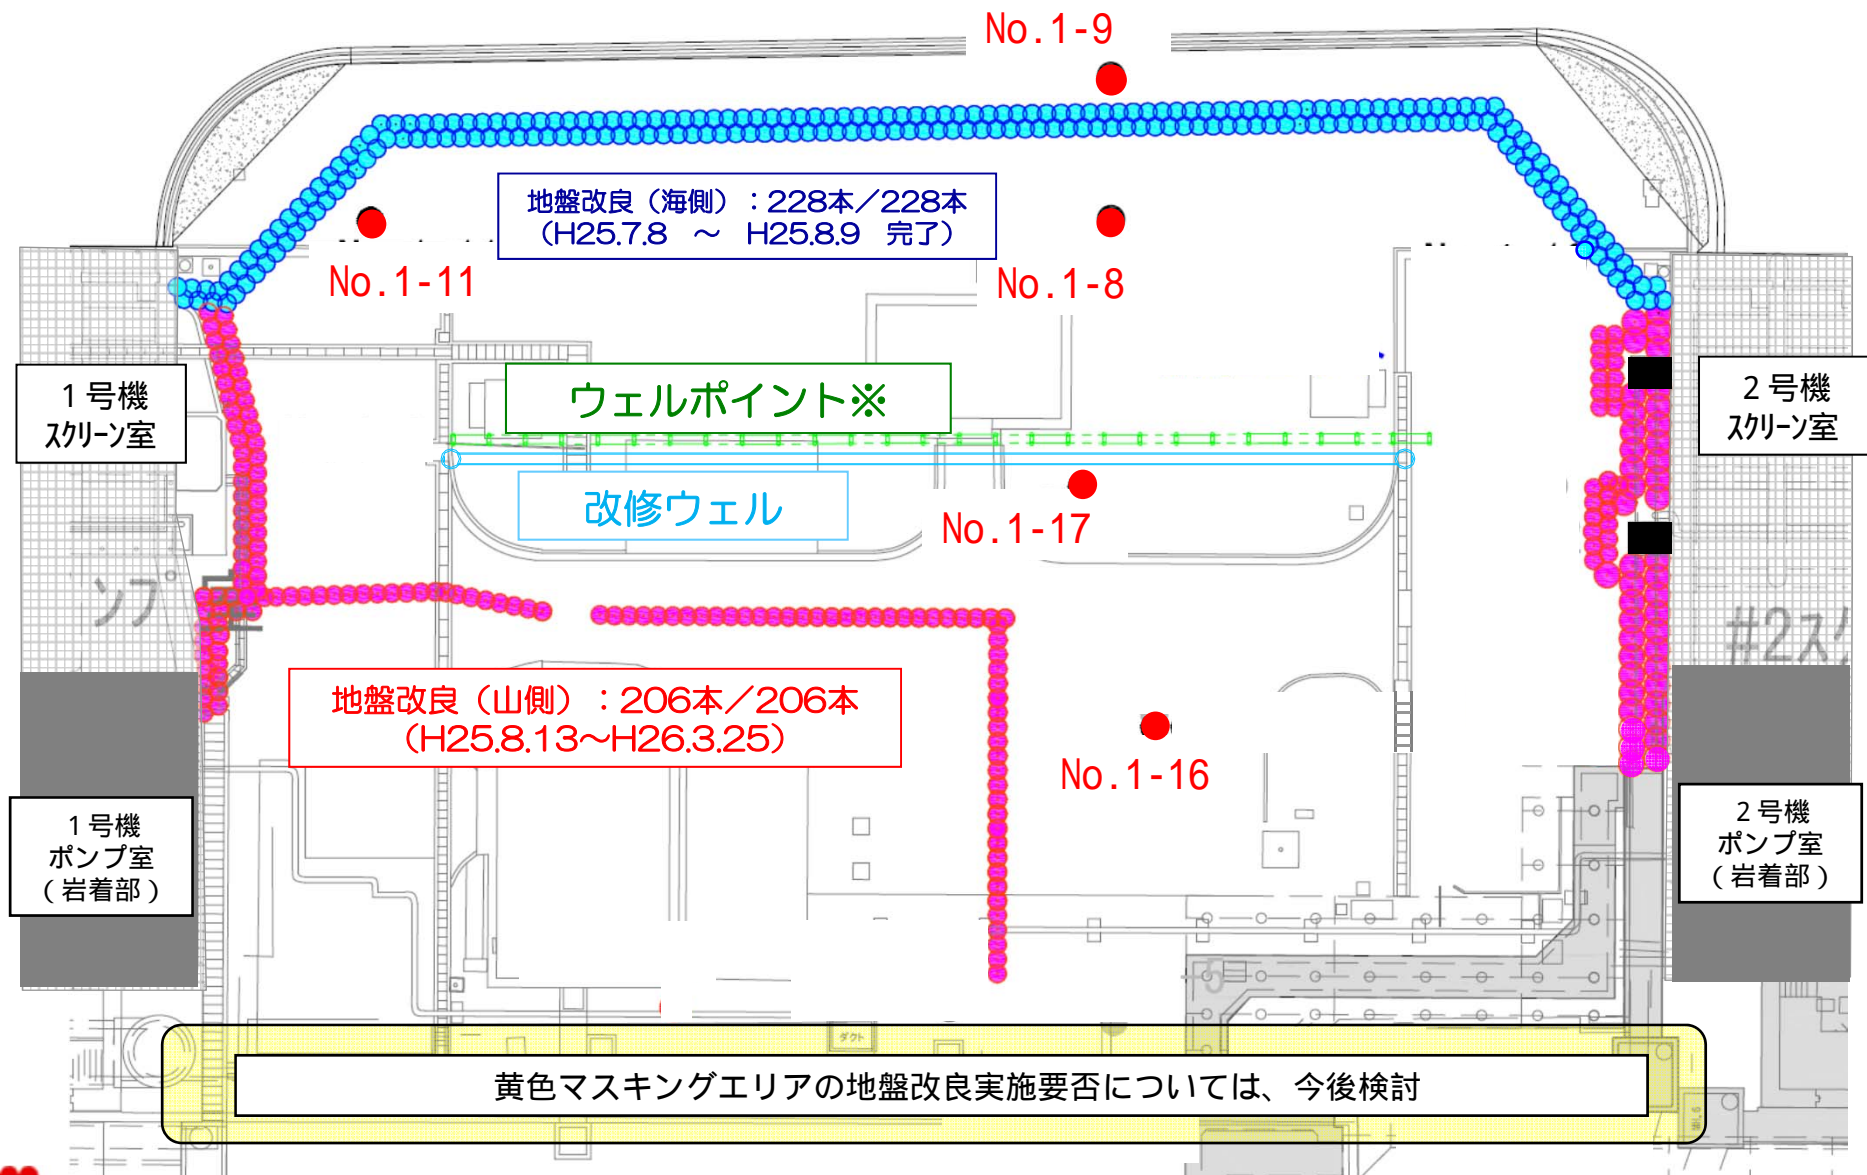 No.1-9
地盤改良（海側）：228本／228本
（H25.7.8　～　H25.8.9　完了）
No.1-11
No.1-8
1号機
スクリーン室
ウェルポイント※
2号機
スクリーン室
改修ウェル
No.1-17
ンプ
#2ス
地盤改良（山側）：206本／206本
（H25.8.13～H26.3.25）
No.1-16
1号機
ポンプ室
（岩着部）
2号機
ポンプ室
（岩着部）
ダクト
黄色マスキングエリアの地盤改良実施要否については、今後検討